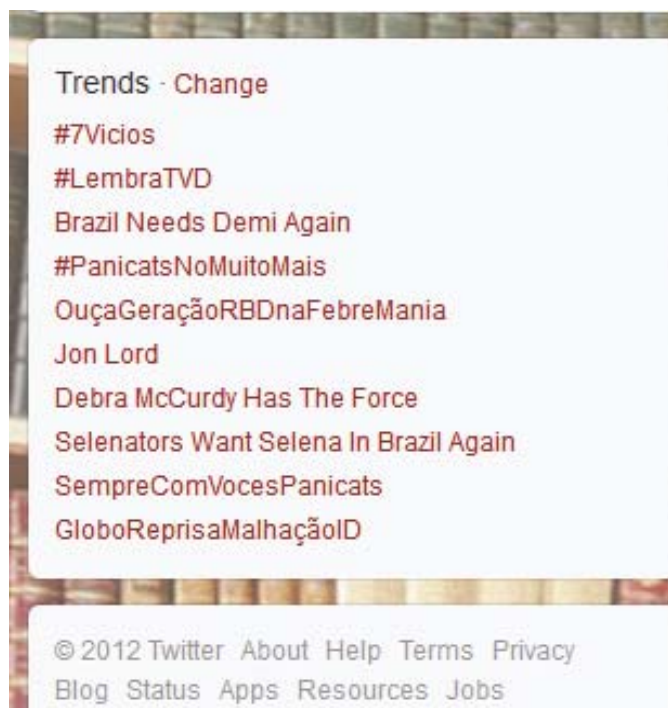 Trends · Change
#7Vicios
#LembraTVD
Brazil Needs Demi Again
#PanicatsNoMuitoMais
OuçaGeraçãoRBDnaFebreMania
Jon Lord
Debra McCurdy Has The Force
Selenators Want Selena In Brazil Again
SempreComVocesPanicats
GloboReprisaMalhaçãoID
© 2012 Twitter About Help Terms Privacy
Blog Status Apps Resources Jobs